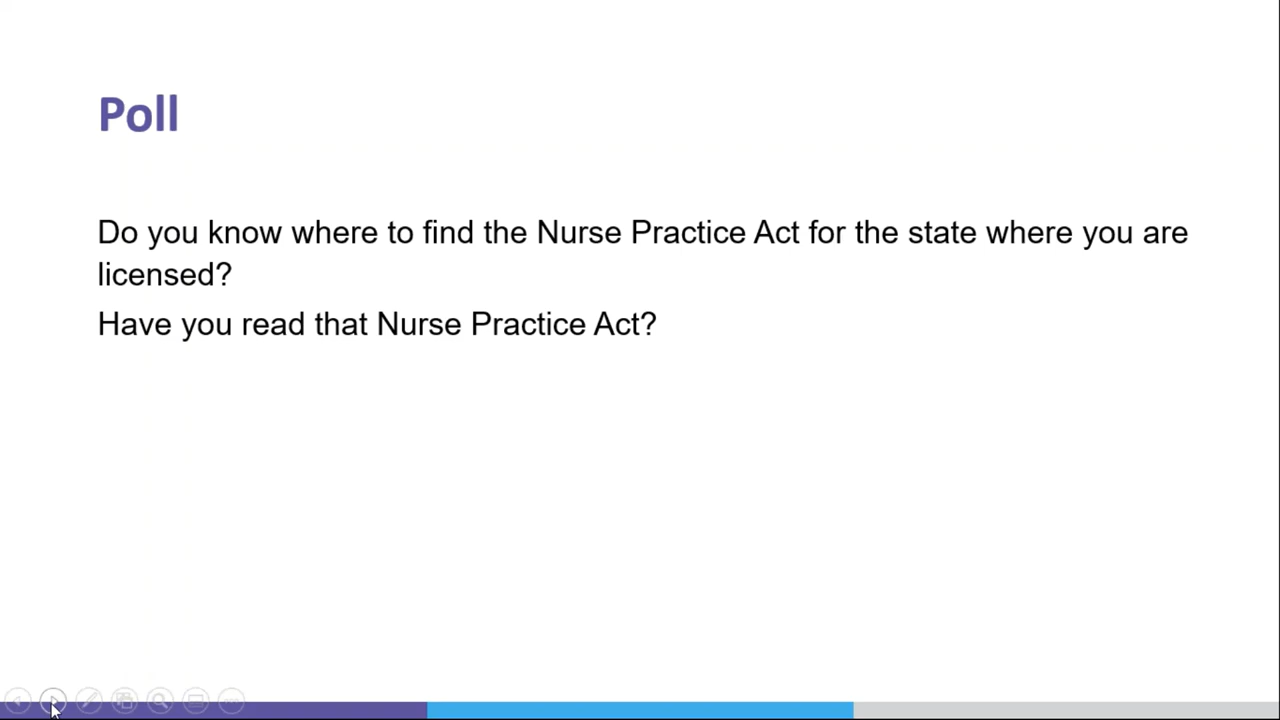 Poll
Do you know where to find the Nurse Practice Act for the state where you are
licensed?
Have you read that Nurse Practice Act?